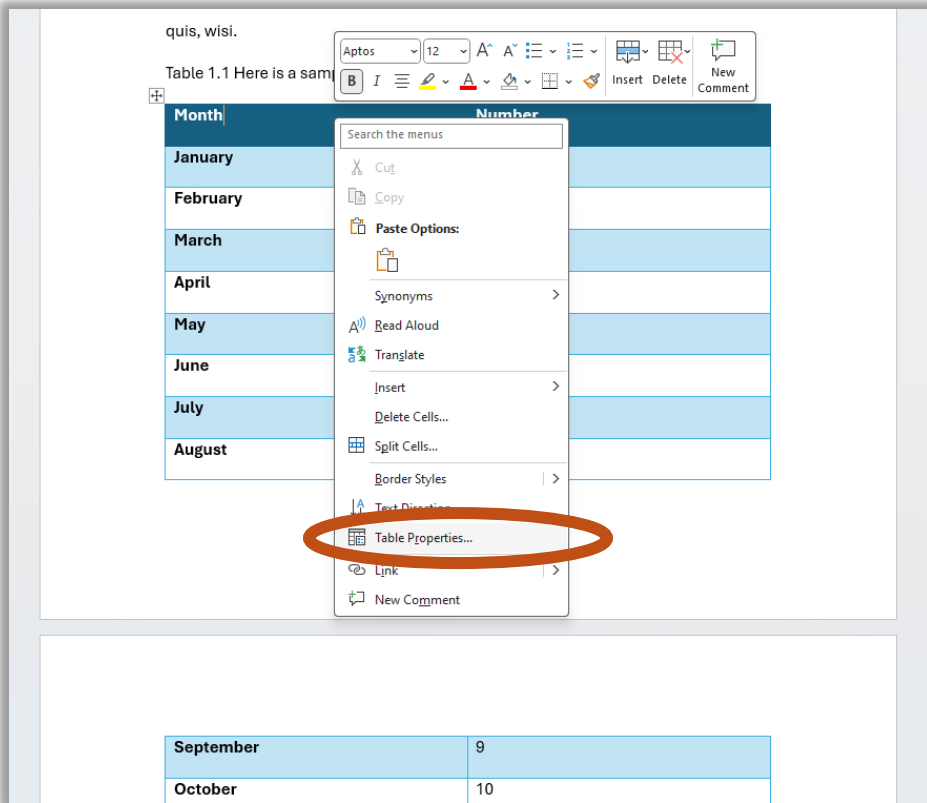 quis, wisi.
Aptos 12
B I A Insert Delete New Comment
Table 1.1 Here is a
Month Number
Search the menus
January
Cut
February
Copy
Paste Options:
March
April
Synonyms
May
Read Aloud
Translate
June
Insert
July
Delete Cells...
August
Split Cells...
Border Styles
Text Direction
Table Properties...
Link
New Comment
September 9
October 10